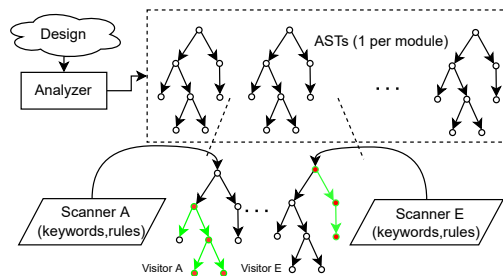 Design
Analyzer
ASTs (1 per module)
. . .
Scanner A
(keywords,rules)
. . .
Scanner E
(keywords,rules)
Visitor A
Visitor E